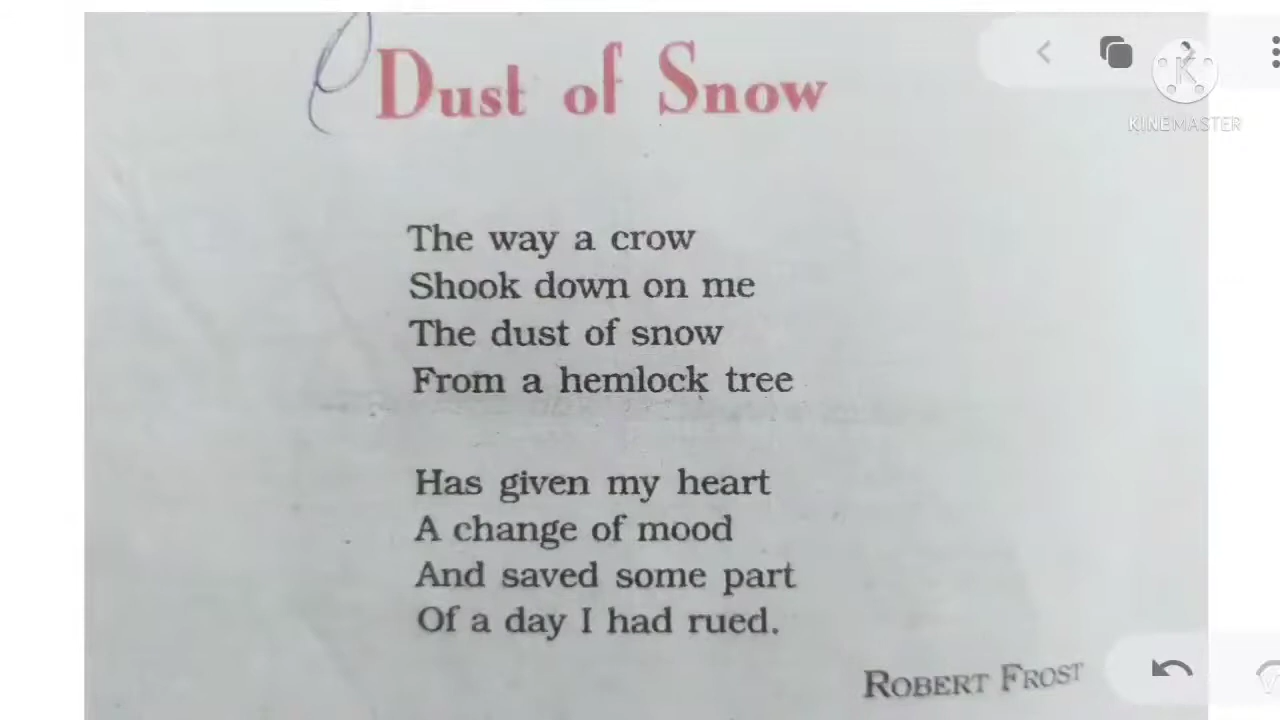 Dust of Snow
KINEMASTER
The way a crow
Shook down on me
The dust of snow
From a hemlock tree
Has given my heart
A change of mood
And saved some part
Of a day I had rued.
ROBERT FROST